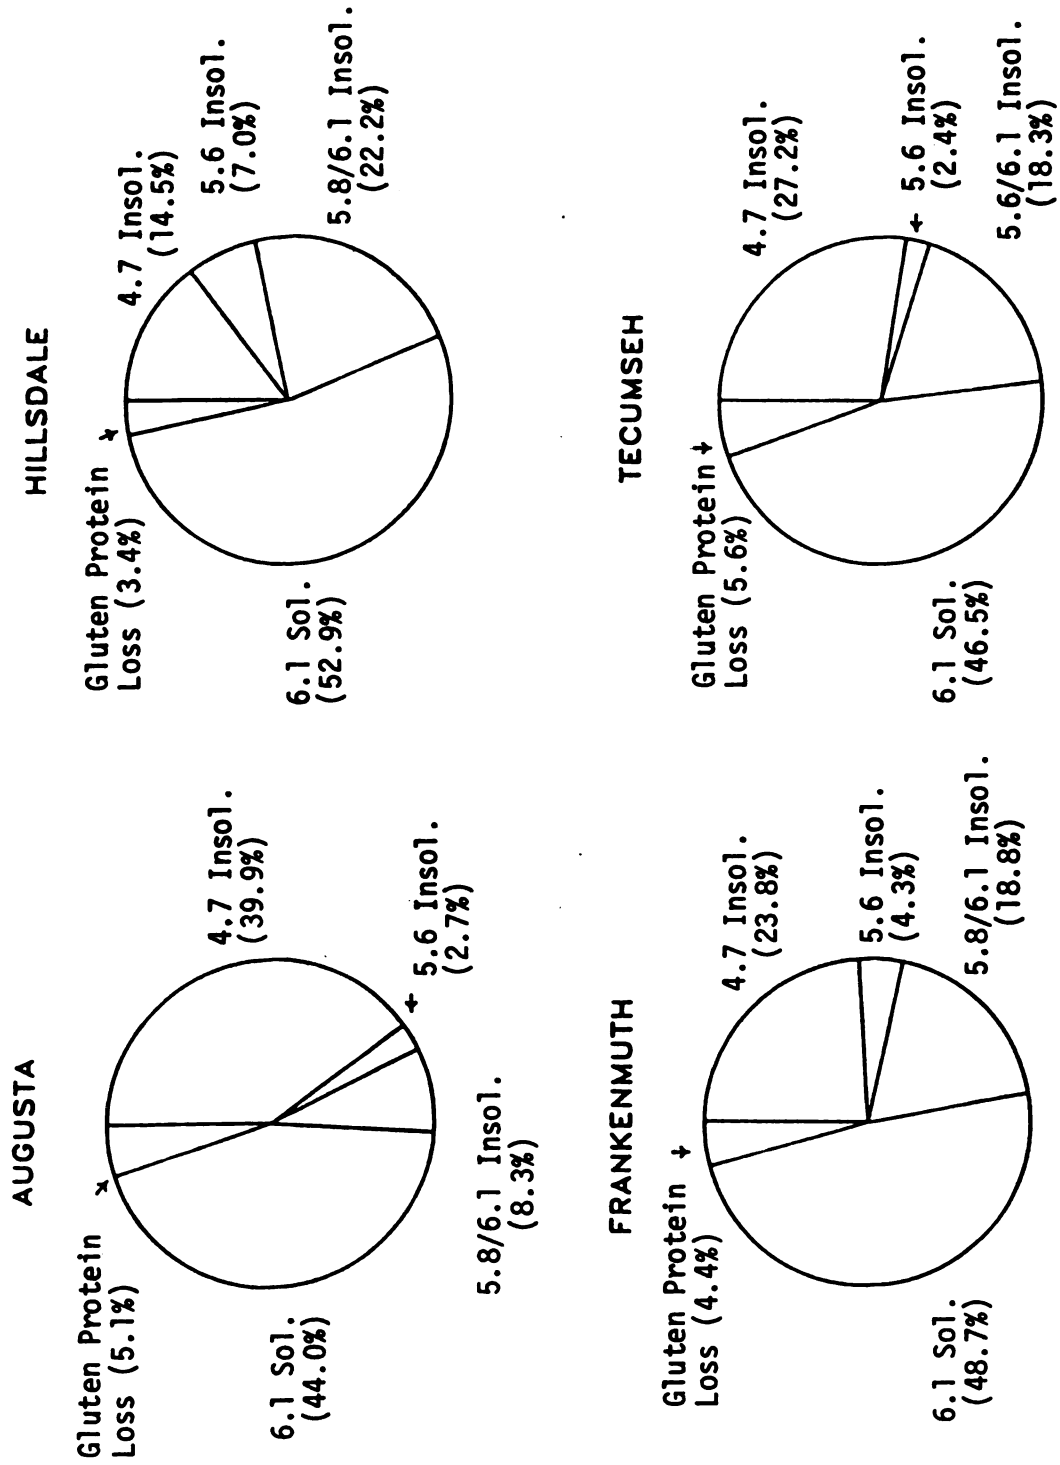 AUGUSTA
Gluten Protein
Loss (5.1%)
4.7 Insol.
(39.9%)
5.6 Insol.
(2.7%)
5.8/6.1 Insol.
(8.3%)
6.1 Sol.
(44.0%)
HILLSDALE
Gluten Protein
Loss (3.4%)
4.7 Insol.
(14.5%)
5.6 Insol.
(7.0%)
5.8/6.1 Insol.
(22.2%)
6.1 Sol.
(52.9%)
FRANKENMUTH
Gluten Protein
Loss (4.4%)
4.7 Insol.
(23.8%)
5.6 Insol.
(4.3%)
5.8/6.1 Insol.
(18.8%)
6.1 Sol.
(48.7%)
TECUMSEH
Gluten Protein
Loss (5.6%)
4.7 Insol.
(27.2%)
5.6 Insol.
(2.4%)
5.6/6.1 Insol.
(18.3%)
6.1 Sol.
(46.5%)